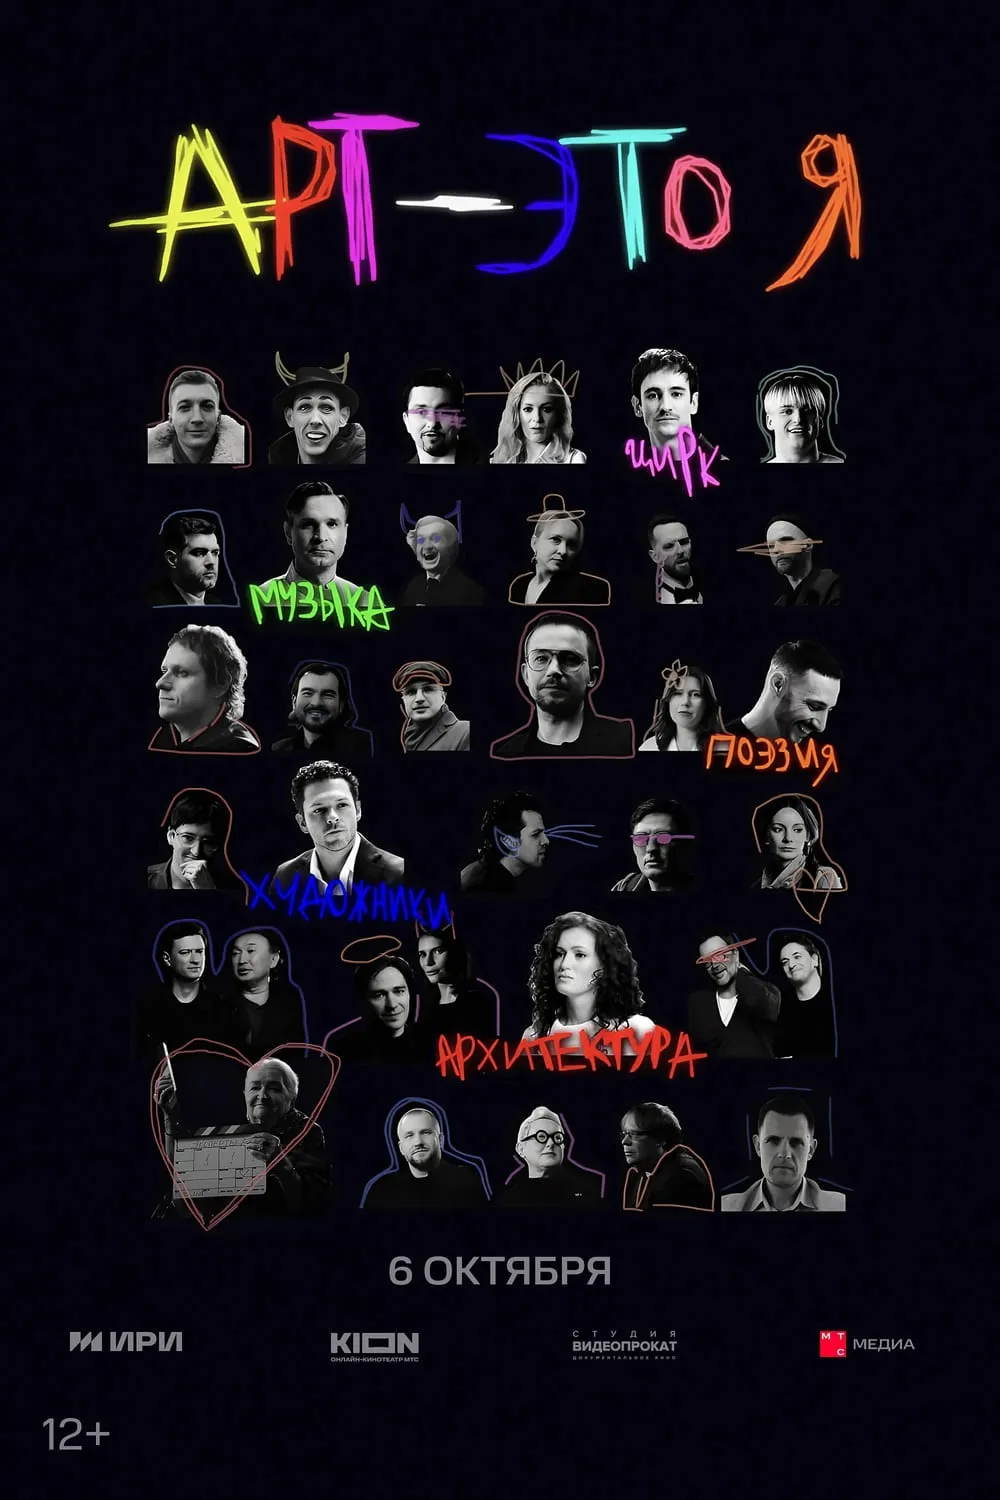 АРТ-ЭТО Я
ЦИРК
МУЗЫКА
ПОЭЗИЯ
ХУДОЖНИКИ
АРХИТЕКТУРА
6 ОКТЯБРЯ
ИРИ
KION
ОНЛАЙН-КИНОТЕАТР МТС
СТУДИЯ
ВИДЕОПРОКАТ
ДОКУМЕНТАЛЬНОЕ КИНО
МТС МЕДИА
12+